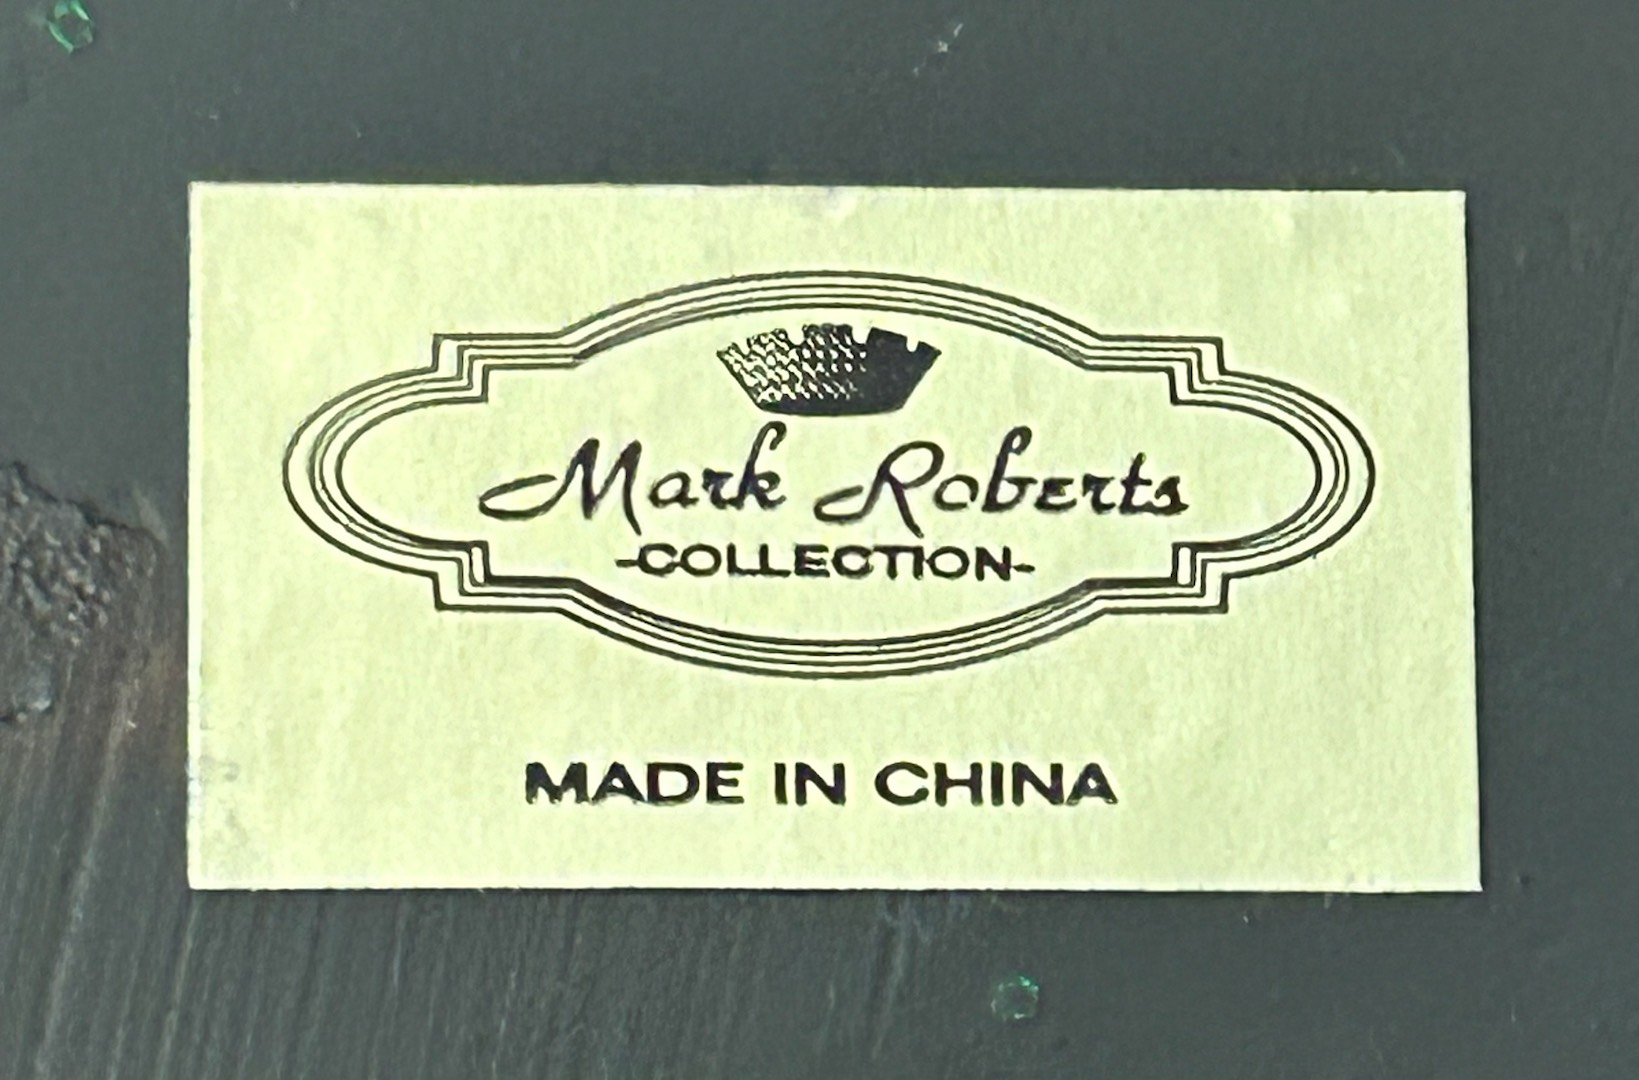 Mark Roberts
-COLLECTION-
MADE IN CHINA